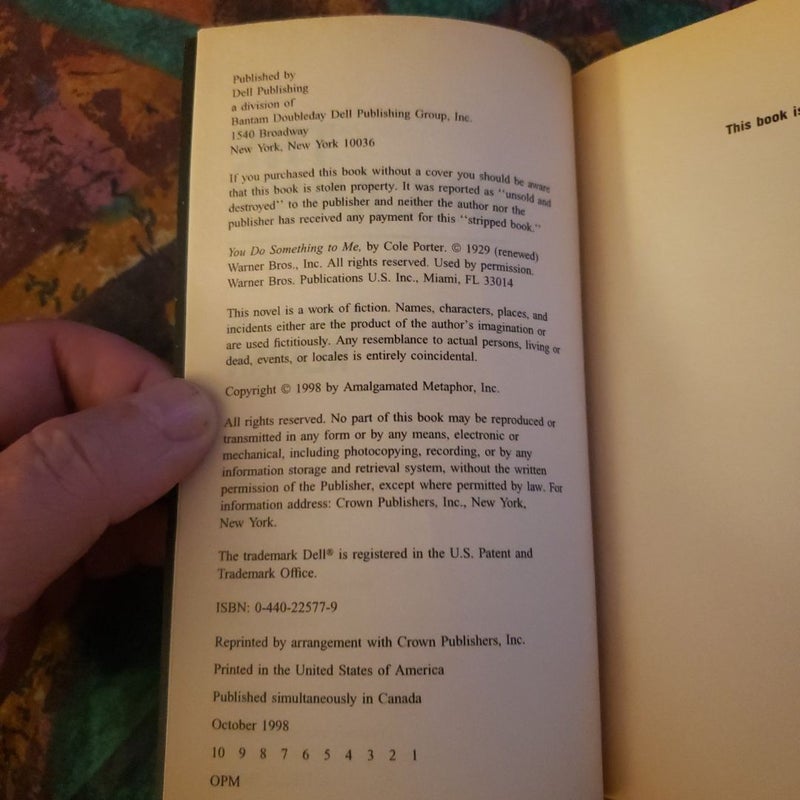 Published by
Dell Publishing
a division of
Bantam Doubleday Dell Publishing Group, Inc.
1540 Broadway
New York, New York 10036
If you purchased this book without a cover you should be aware
that this book is stolen property. It was reported as "unsold and
destroyed" to the publisher and neither the author nor the
publisher has received any payment for this "stripped book."
You Do Something to Me, by Cole Porter. © 1929 (renewed)
Warner Bros., Inc. All rights reserved. Used by permission.
Warner Bros. Publications U.S. Inc., Miami, FL 33014
This novel is a work of fiction. Names, characters, places, and
incidents either are the product of the author's imagination or
are used fictitiously. Any resemblance to actual persons, living or
dead, events, or locales is entirely coincidental.
Copyright © 1998 by Amalgamated Metaphor, Inc.
All rights reserved. No part of this book may be reproduced or
transmitted in any form or by any means, electronic or
mechanical, including photocopying, recording, or by any
information storage and retrieval system, without the written
permission of the Publisher, except where permitted by law. For
information address: Crown Publishers, Inc., New York,
New York.
The trademark Dell® is registered in the U.S. Patent and
Trademark Office.
ISBN: 0-440-22577-9
Reprinted by arrangement with Crown Publishers, Inc.
Printed in the United States of America
Published simultaneously in Canada
October 1998
10 9 8 7 6 5 4 3 2 1
OPM
This book is